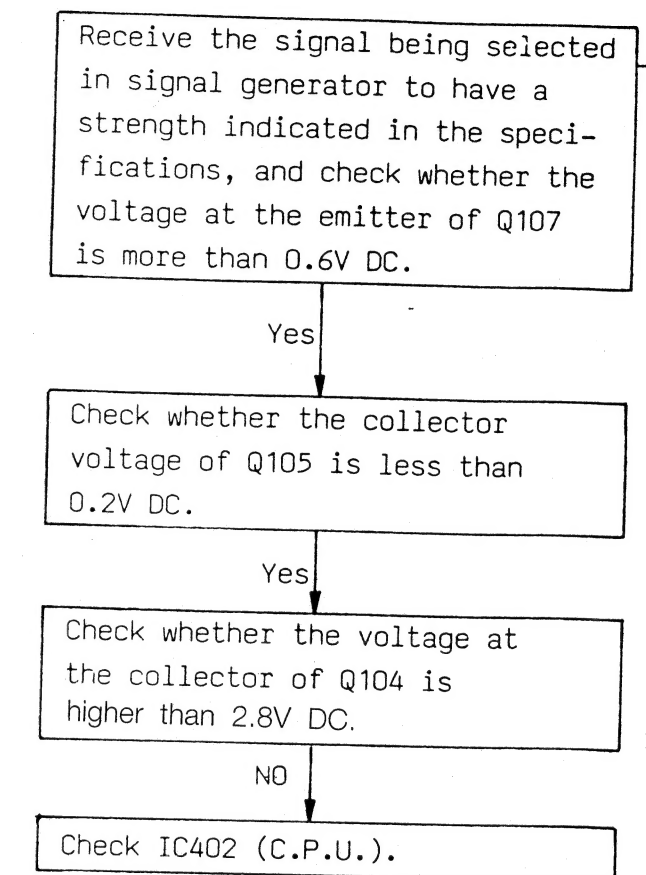 Receive the signal being selected
in signal generator to have a
strength indicated in the speci-
fications, and check whether the
voltage at the emitter of Q107
is more than 0.6V DC.
Yes
Check whether the collector
voltage of Q105 is less than
0.2V DC.
Yes
Check whether the voltage at
the collector of Q104 is
higher than 2.8V DC.
NO
Check IC402 (C.P.U.).